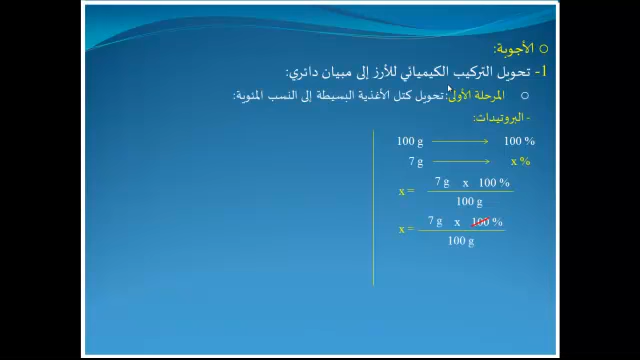 الأجوبة:
1- تحويل التركيب الكيميائي للأرز إلى مبيان دائري:
المرحلة الأولى: تحويل كتل الأغذية البسيطة إلى النسب المئوية:
- البروتيدات:
100 g → 100 %
7 g → x %
x = 7 g x 100 %
100 g
x = 7 g x 100 %
100 g